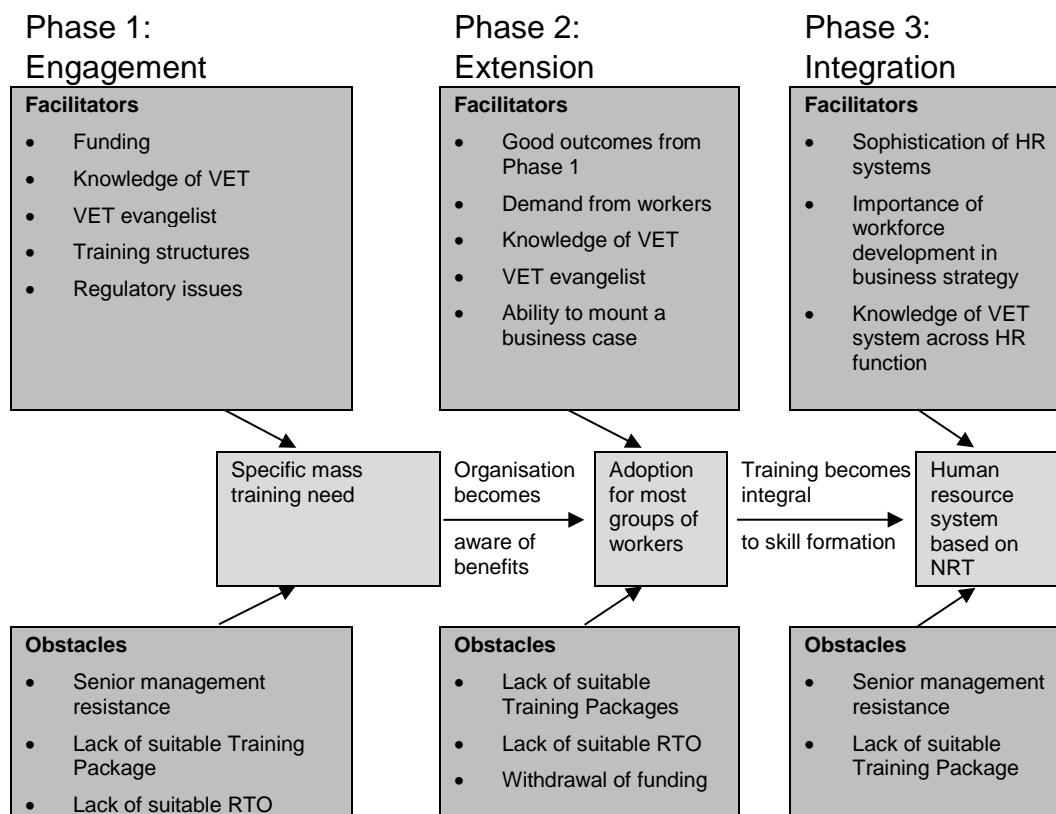 Phase 1:
Engagement
Facilitators
• Funding
• Knowledge of VET
• VET evangelist
• Training structures
• Regulatory issues
Phase 2:
Extension
Facilitators
• Good outcomes from
Phase 1
• Demand from workers
• Knowledge of VET
• VET evangelist
• Ability to mount a
business case
Phase 3:
Integration
Facilitators
• Sophistication of HR
systems
• Importance of
workforce
development in
business strategy
• Knowledge of VET
system across HR
function
Specific mass
training need
Organisation
becomes
aware of
benefits
Adoption
for most
groups of
workers
Training becomes
integral
to skill formation
Human
resource
system
based on
NRT
Obstacles
• Senior management
resistance
• Lack of suitable Training
Package
• Lack of suitable RTO
Obstacles
• Lack of suitable
Training Packages
• Lack of suitable RTO
• Withdrawal of funding
Obstacles
• Senior management
resistance
• Lack of suitable
Training Package